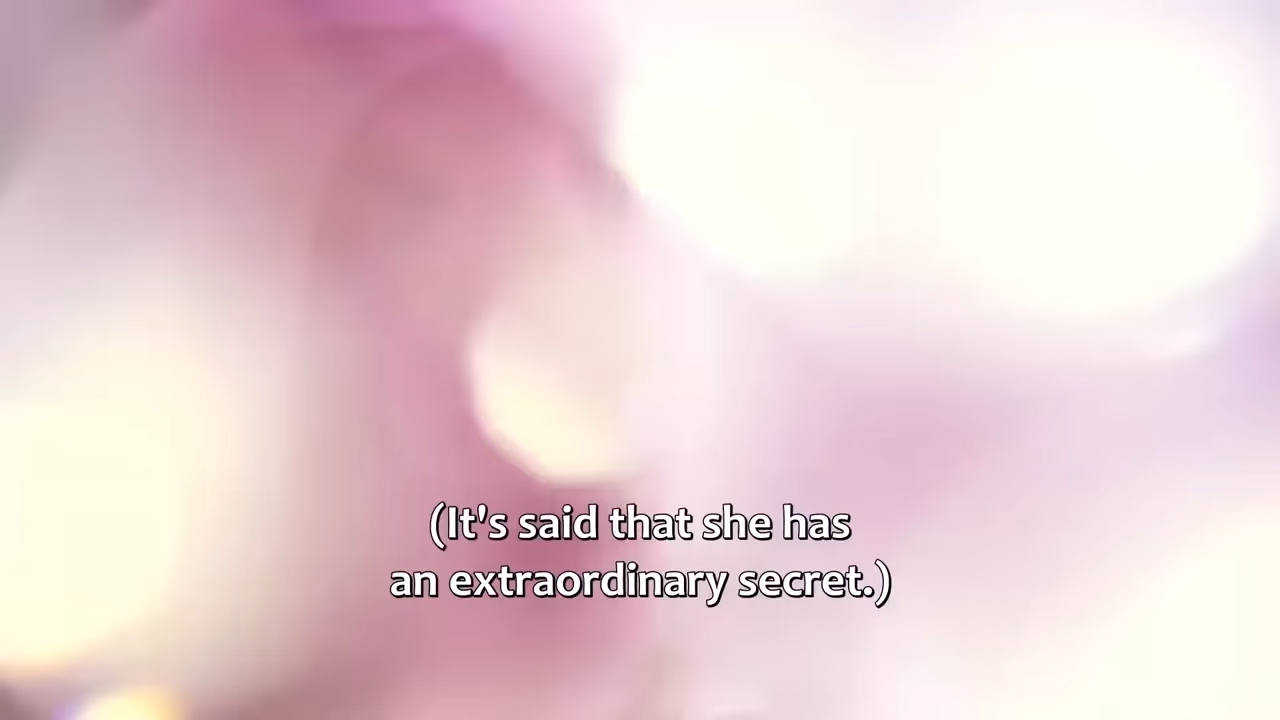 (It's said that she has
an extraordinary secret.)